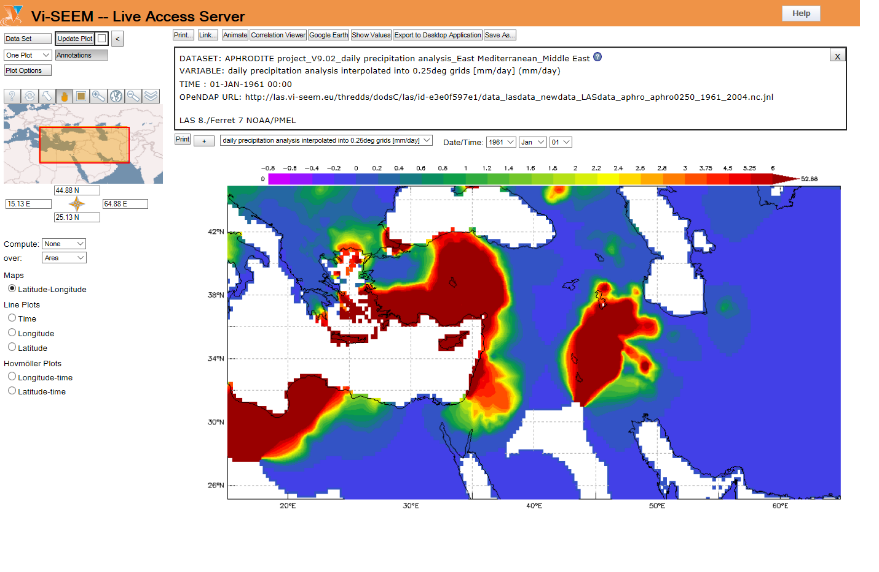 Vi-SEEM -- Live Access Server
Help
Data Set
Update Plot
<
One Plot
Annotations
Plot Options
Print...
Link...
Animate
Correlation Viewer
Google Earth
Show Values
Export to Desktop Application
Save As...
DATASET: APHRODITE project_V9.02_daily precipitation analysis_East Mediterranean_Middle East ?
X
VARIABLE: daily precipitation analysis interpolated into 0.25deg grids [mm/day] (mm/day)
TIME : 01-JAN-1961 00:00
OPeNDAP URL: http://las.vi-seem.eu/thredds/dodsC/las/id-e3e0f597e1/data_lasdata_newdata_LASdata_aphro_aphro0250_1961_2004.nc.jnl
LAS 8./Ferret 7 NOAA/PMEL
Print
+
daily precipitation analysis interpolated into 0.25deg grids [mm/day]
Date/Time:
1961
Jan
01
44.88 N
15.13 E
64.88 E
25.13 N
Compute:
None
over:
Area
Maps
Latitude-Longitude
Line Plots
Time
Longitude
Latitude
Hovmöller Plots
Longitude-time
Latitude-time
-0.8 -0.6 -0.4 -0.2 0.2 0.4 0.6 0.8 1 1.2 1.4 1.6 1.8 2 2.2 2.4 2.6 2.8 3 3.75 4.5 5.25 6
0
52.88
42°N
38°N
34°N
30°N
26°N
20°E 30°E 40°E 50°E 60°E